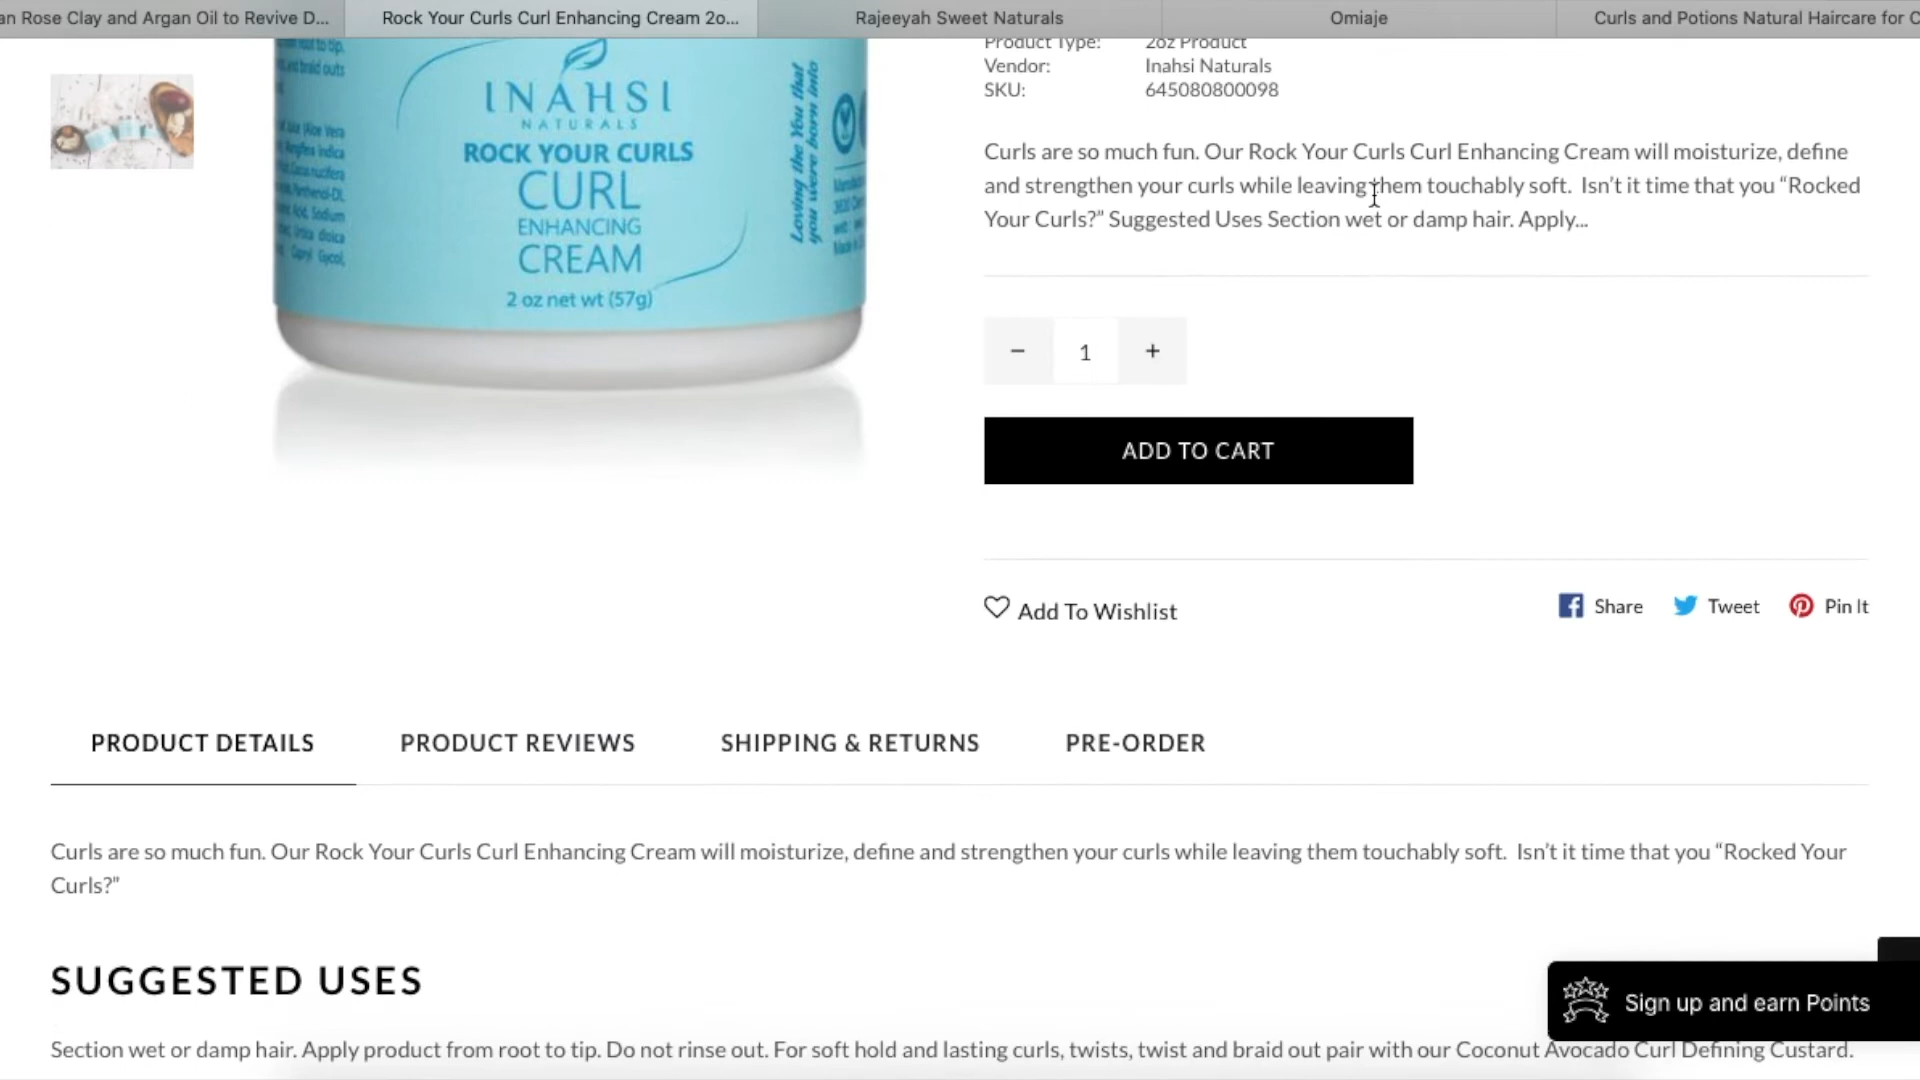 an Rose Clay and Argan Oil to Revive D...
Rock Your Curls Curl Enhancing Cream 2o...
Rajeeyah Sweet Naturals
Omiaje
Curls and Potions Natural Haircare for C
Product Type: 2oz Product
Vendor: Inahsi Naturals
SKU: 645080800098
INAHSI
NATURALS
ROCK YOUR CURLS
CURL
ENHANCING
CREAM
2 oz net wt (57g)
Loving the You that
you were born into
Curls are so much fun. Our Rock Your Curls Curl Enhancing Cream will moisturize, define
and strengthen your curls while leaving them touchably soft. Isn’t it time that you “Rocked
Your Curls?” Suggested Uses Section wet or damp hair. Apply...
− 1 +
ADD TO CART
Add To Wishlist
Share
Tweet
Pin It
PRODUCT DETAILS
PRODUCT REVIEWS
SHIPPING & RETURNS
PRE-ORDER
Curls are so much fun. Our Rock Your Curls Curl Enhancing Cream will moisturize, define and strengthen your curls while leaving them touchably soft. Isn’t it time that you “Rocked Your
Curls?”
SUGGESTED USES
Section wet or damp hair. Apply product from root to tip. Do not rinse out. For soft hold and lasting curls, twists, twist and braid out pair with our Coconut Avocado Curl Defining Custard.
Sign up and earn Points